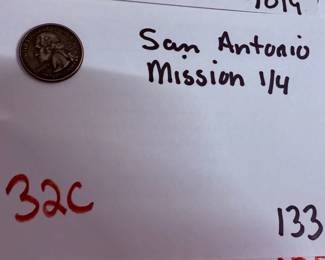 San Antonio
Mission 1/4
32C
133